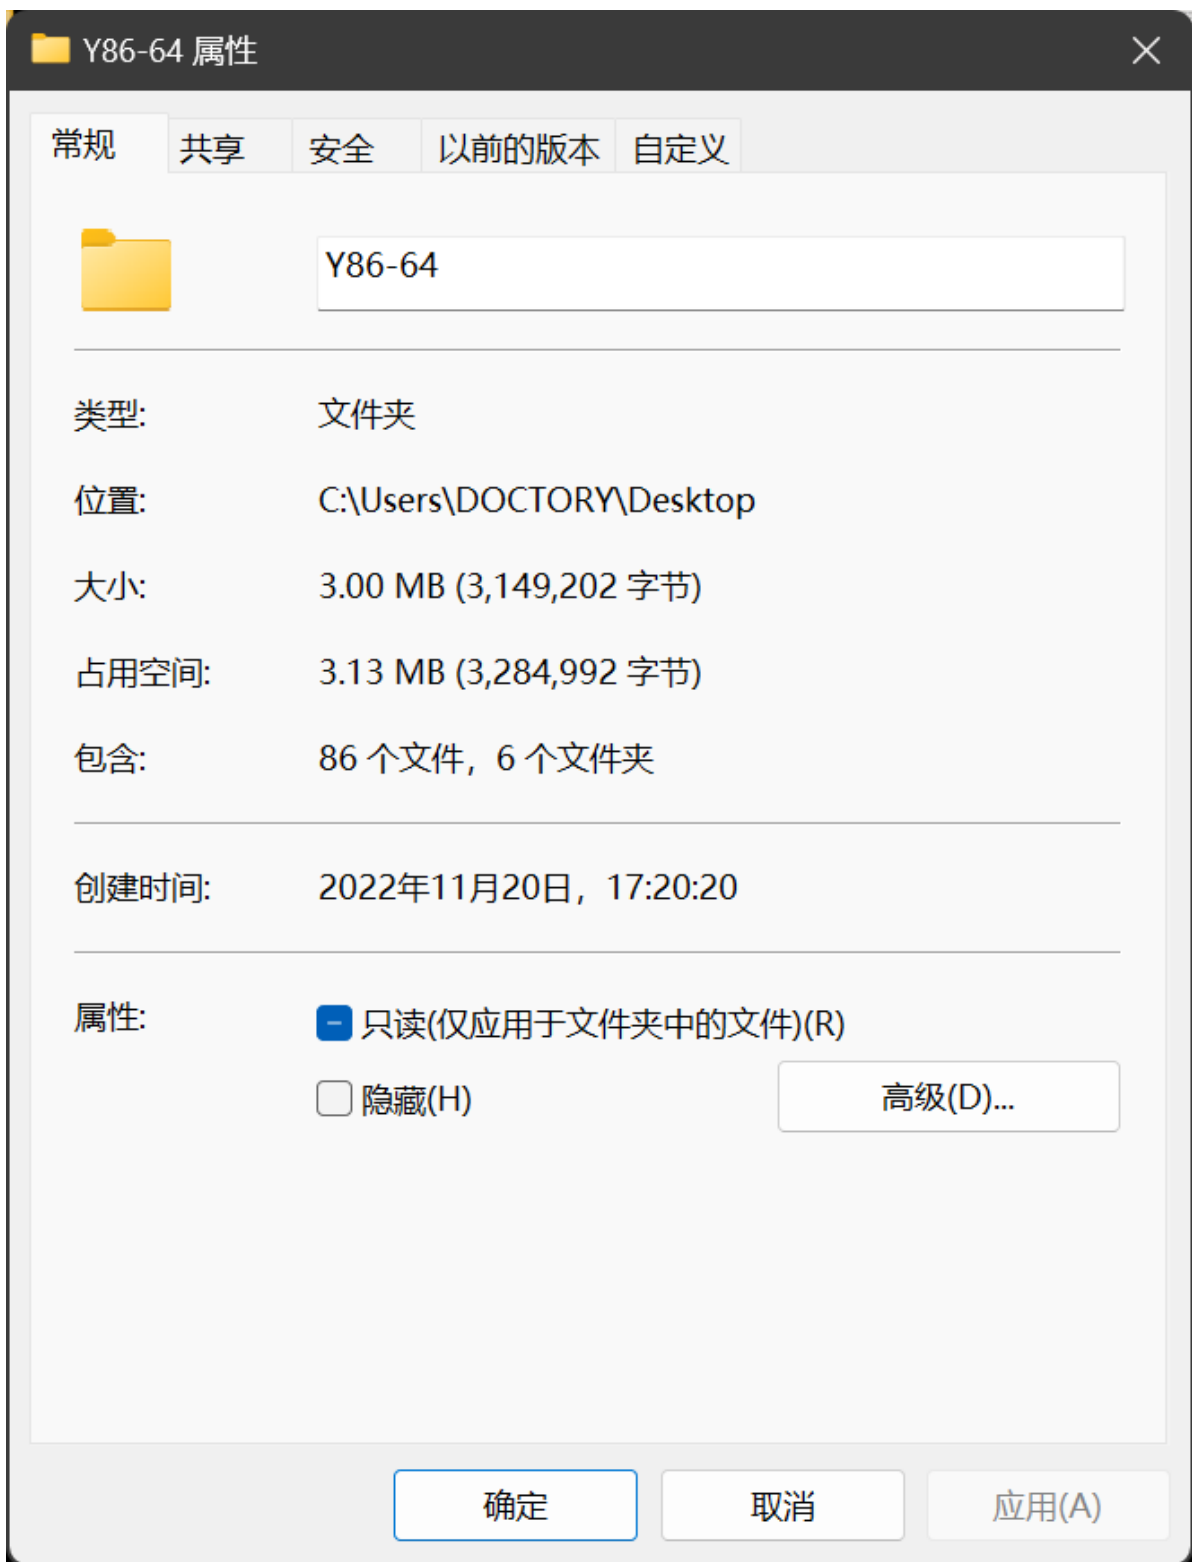 Y86-64 属性
常规 共享 安全 以前的版本 自定义
Y86-64
类型: 文件夹
位置: C:\Users\DOCTORY\Desktop
大小: 3.00 MB (3,149,202 字节)
占用空间: 3.13 MB (3,284,992 字节)
包含: 86 个文件，6 个文件夹
创建时间: 2022年11月20日，17:20:20
属性: 只读(仅应用于文件夹中的文件)(R)
隐藏(H) 高级(D)...
确定 取消 应用(A)